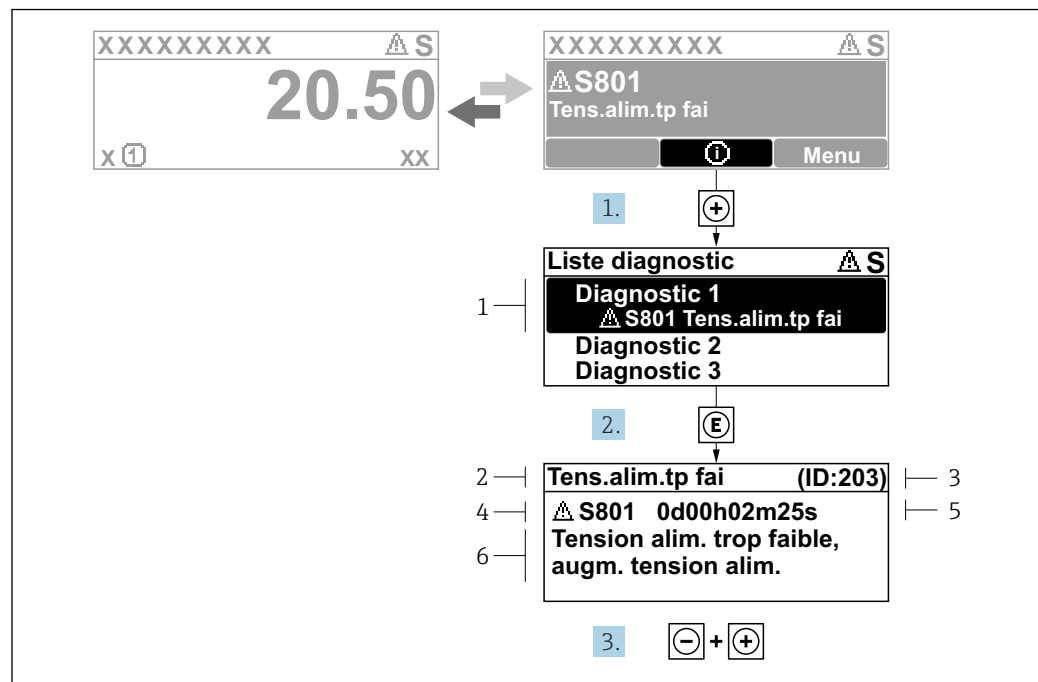 XXXXXXXXX ⚠ S
20.50
x ① xx
XXXXXXXXX ⚠ S
⚠ S801
Tens.alim.tp fai
ⓘ Menu
1. ⊕
Liste diagnostic ⚠ S
1
Diagnostic 1
⚠ S801 Tens.alim.tp fai
Diagnostic 2
Diagnostic 3
2. Ⓔ
2 Tens.alim.tp fai (ID:203) 3
4 ⚠ S801 0d00h02m25s 5
6
Tension alim. trop faible,
augm. tension alim.
3. ⊖ + ⊕